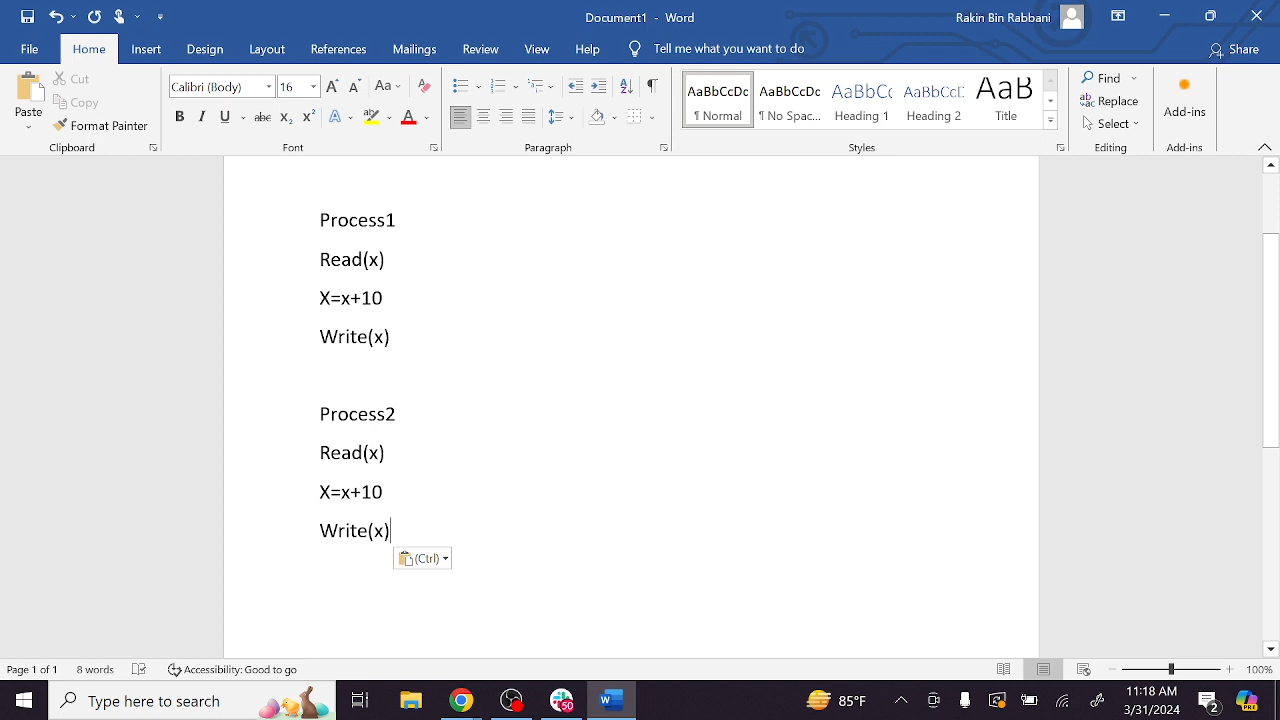 Document1 - Word
Rakin Bin Rabbani
File Home Insert Design Layout References Mailings Review View Help Tell me what you want to do Share
Paste
Cut
Copy
Format Painter
Clipboard
Calibri (Body) 16
Font
Paragraph
AaBbCcDc AaBbCcDc AaBbCc AaBbCcD AaB
¶ Normal ¶ No Spac... Heading 1 Heading 2 Title
Styles
Find
Replace
Select
Editing
Add-ins
Add-ins
Process1
Read(x)
X=x+10
Write(x)
Process2
Read(x)
X=x+10
Write(x)
(Ctrl)
Page 1 of 1 8 words Accessibility: Good to go 100%
Type here to search
50
85°F
11:18 AM
3/31/2024
2
PRE